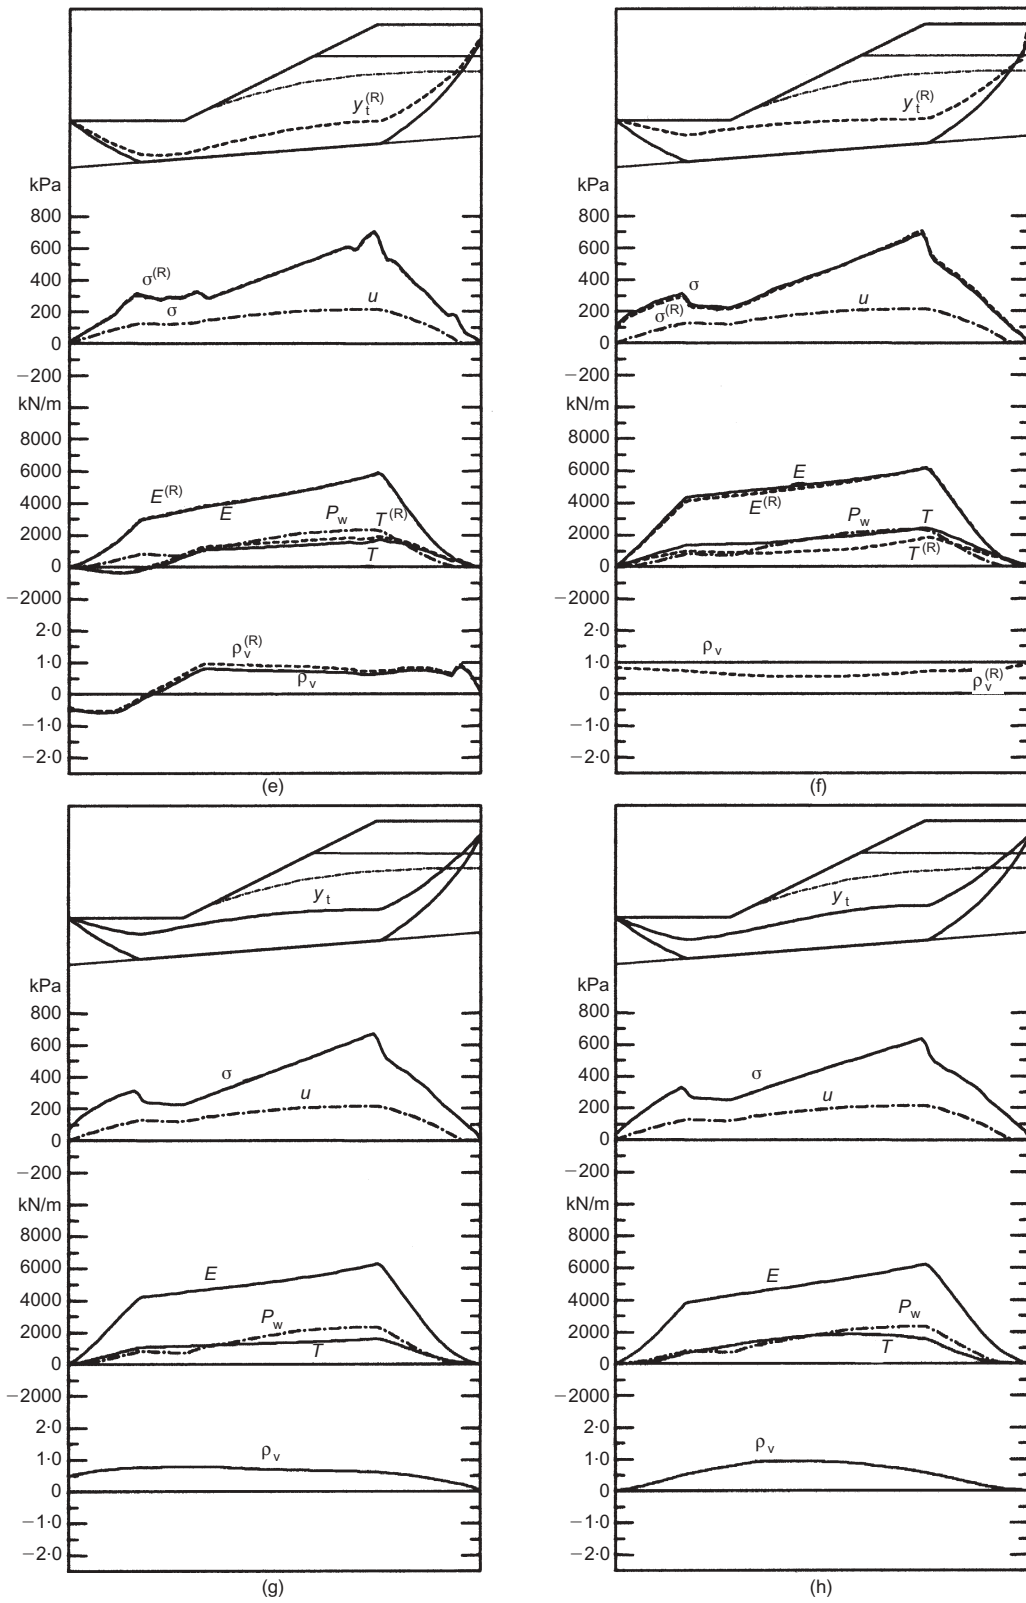 y_t^(R)
kPa
800
600
400
200
0
−200
σ^(R)
σ
u
kN/m
8000
6000
4000
2000
0
−2000
E^(R)
E
P_w
T^(R)
T
2·0
1·0
0
−1·0
−2·0
ρ_v^(R)
ρ_v
(e)
y_t^(R)
kPa
800
600
400
200
0
−200
σ
σ^(R)
u
kN/m
8000
6000
4000
2000
0
−2000
E
E^(R)
P_w
T
T^(R)
2·0
1·0
0
−1·0
−2·0
ρ_v
ρ_v^(R)
(f)
y_t
kPa
800
600
400
200
0
−200
σ
u
kN/m
8000
6000
4000
2000
0
−2000
E
P_w
T
2·0
1·0
0
−1·0
−2·0
ρ_v
(g)
y_t
kPa
800
600
400
200
0
−200
σ
u
kN/m
8000
6000
4000
2000
0
−2000
E
P_w
T
2·0
1·0
0
−1·0
−2·0
ρ_v
(h)